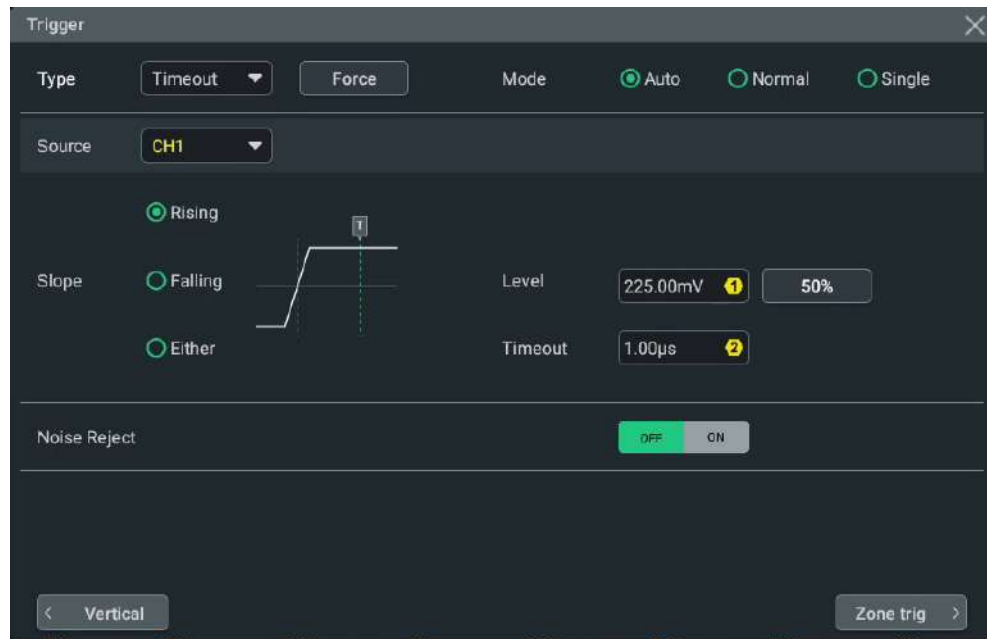 Trigger
Type Timeout Force Mode Auto Normal Single
Source CH1
Rising
T
Slope Falling Level 225.00mV 1 50%
Either Timeout 1.00µs 2
Noise Reject OFF ON
< Vertical Zone trig >